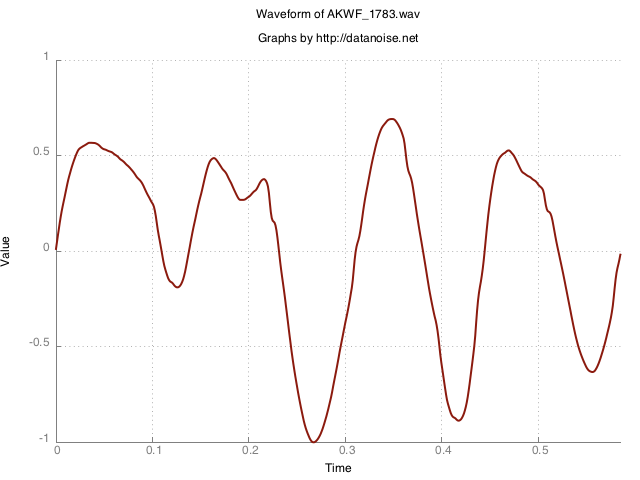 Waveform of AKWF_1783.wav
Graphs by http://datanoise.net
1
0.5
0
-0.5
-1
Value
0 0.1 0.2 0.3 0.4 0.5
Time